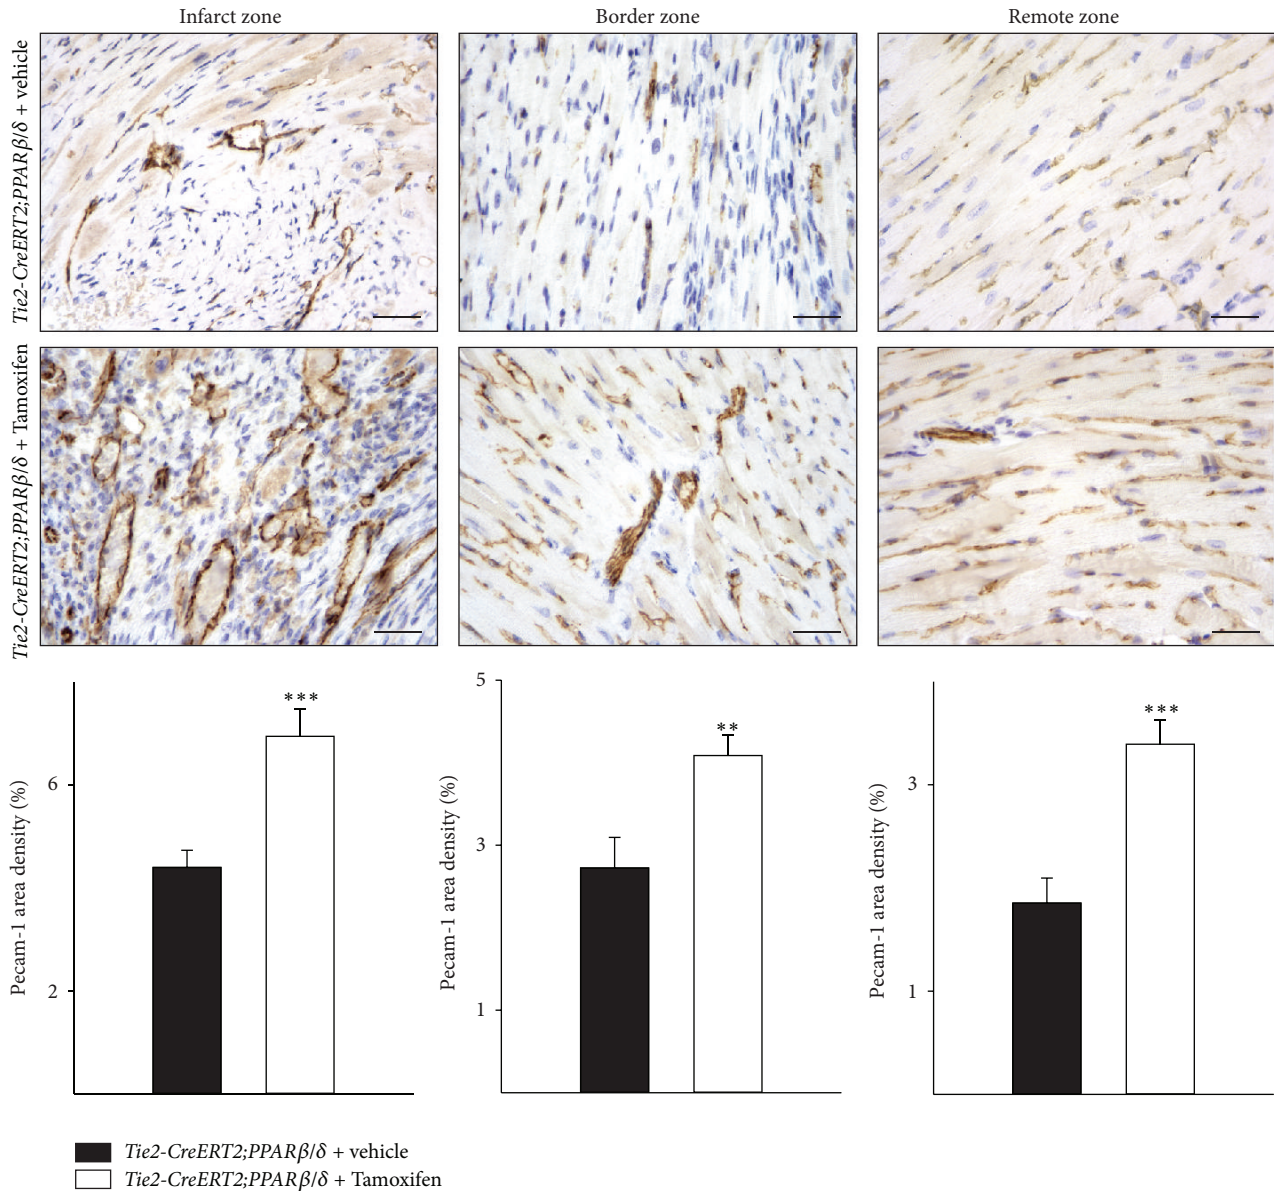 Infarct zone
Border zone
Remote zone
Tie2-CreERT2;PPARβ/δ + vehicle
Tie2-CreERT2;PPARβ/δ + Tamoxifen
Pecam-1 area density (%)
6
2
***
Pecam-1 area density (%)
5
3
1
**
Pecam-1 area density (%)
3
1
***
Tie2-CreERT2;PPARβ/δ + vehicle
Tie2-CreERT2;PPARβ/δ + Tamoxifen